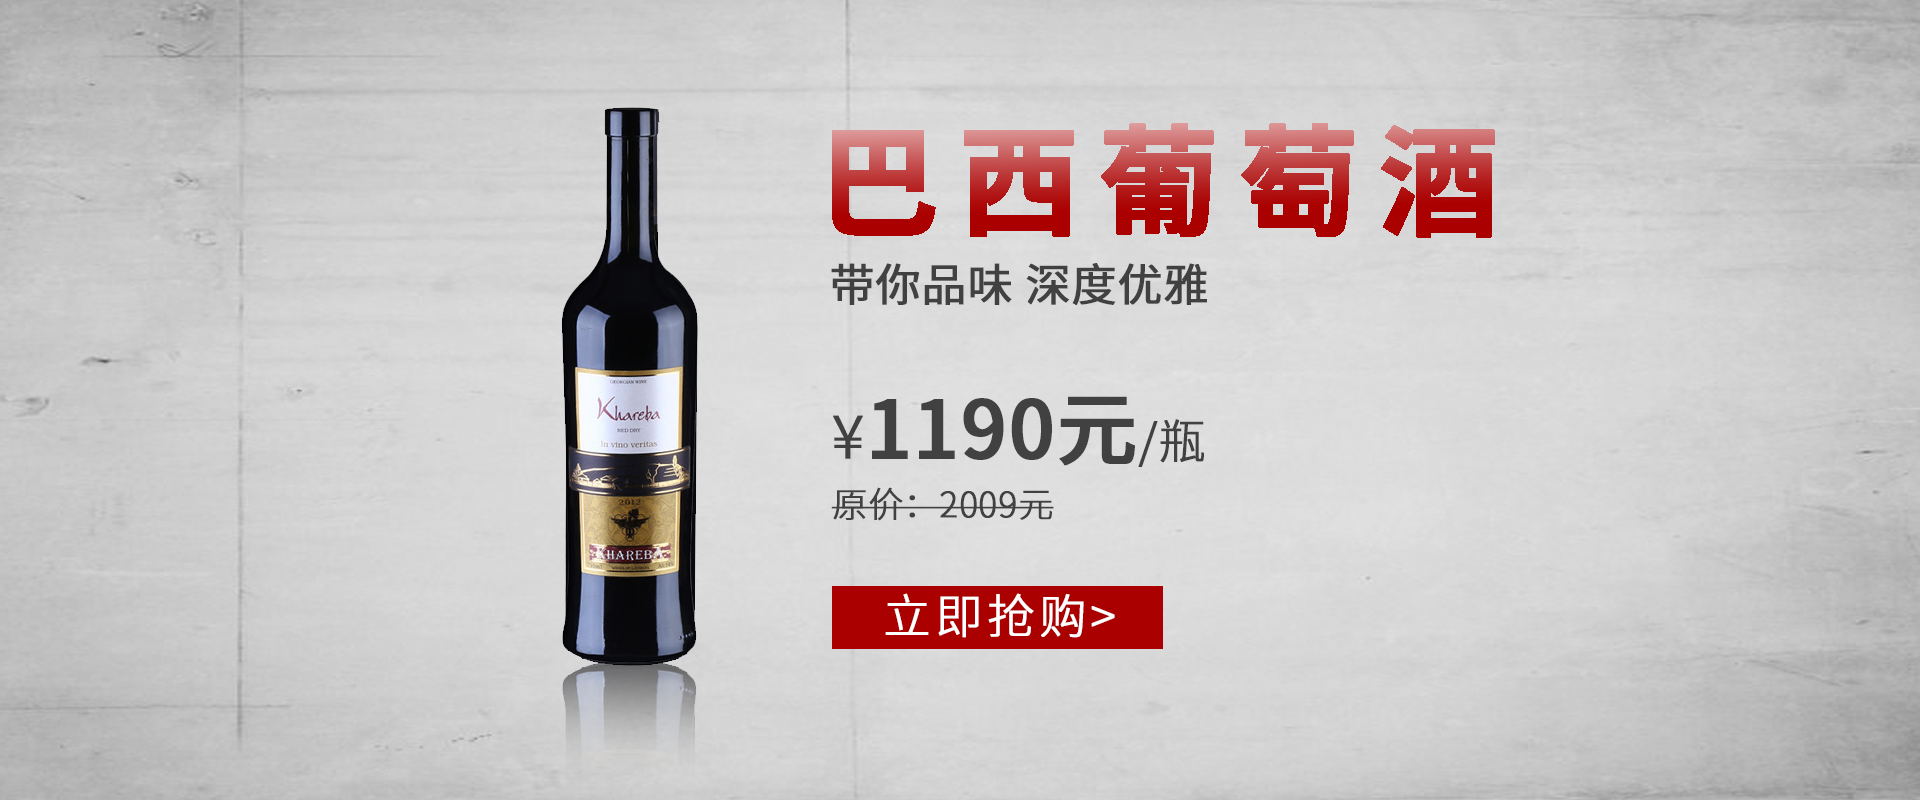 巴西葡萄酒
带你品味 深度优雅
¥1190元/瓶
原价：2009元
立即抢购>
GEORGIAN WINE
Khareba
RED DRY
in vino veritas
2012
KHAREBA